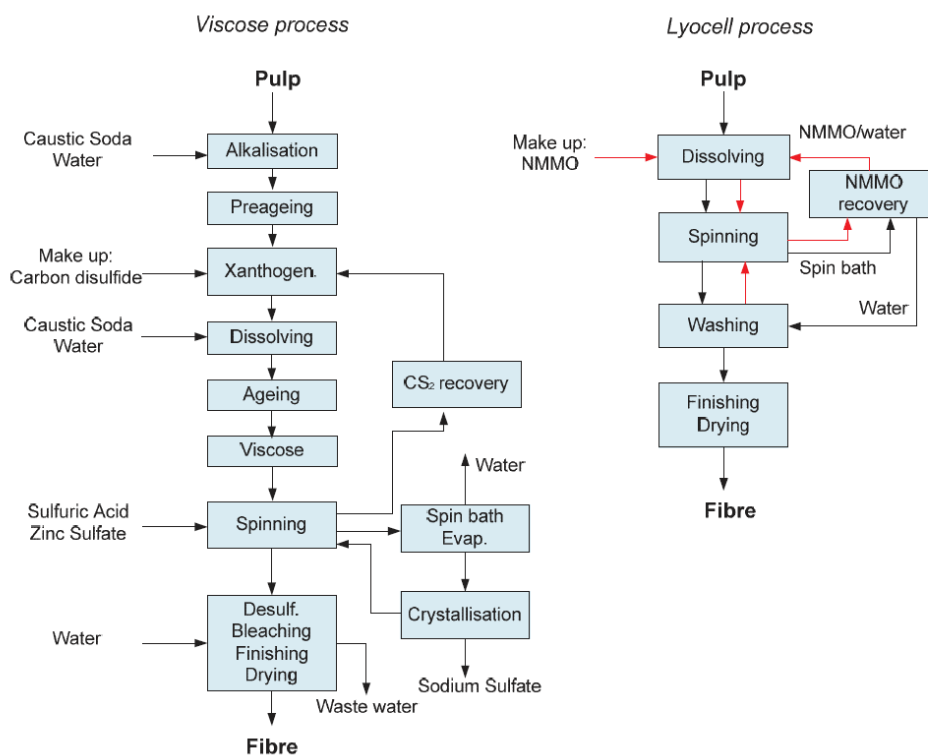 Viscose process
Pulp
Caustic Soda
Water
Alkalisation
Preageing
Make up:
Carbon disulfide
Xanthogen.
Caustic Soda
Water
Dissolving
Ageing
CS₂ recovery
Viscose
Water
Sulfuric Acid
Zinc Sulfate
Spinning
Spin bath
Evap.
Water
Desulf.
Bleaching
Finishing
Drying
Crystallisation
Waste water
Sodium Sulfate
Fibre
Lyocell process
Pulp
Make up:
NMMO
Dissolving
NMMO/water
NMMO
recovery
Spinning
Spin bath
Water
Washing
Finishing
Drying
Fibre